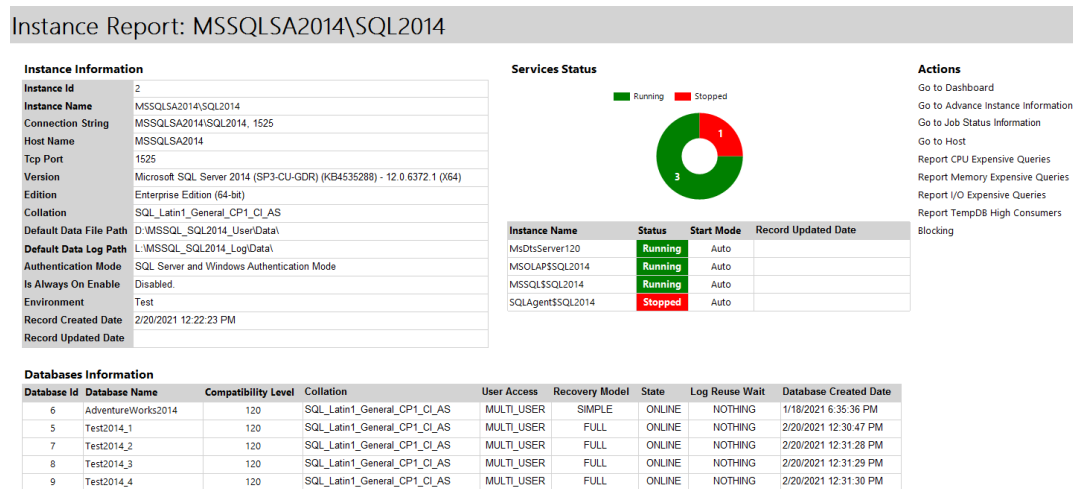 Instance Report: MSSQLSA2014\SQL2014
Instance Information
Instance Id 2
Instance Name MSSQLSA2014\SQL2014
Connection String MSSQLSA2014\SQL2014, 1525
Host Name MSSQLSA2014
Tcp Port 1525
Version Microsoft SQL Server 2014 (SP3-CU-GDR) (KB4535288) - 12.0.6372.1 (X64)
Edition Enterprise Edition (64-bit)
Collation SQL_Latin1_General_CP1_CI_AS
Default Data File Path D:\MSSQL_SQL2014_User\Data\
Default Data Log Path L:\MSSQL_SQL2014_Log\Data\
Authentication Mode SQL Server and Windows Authentication Mode
Is Always On Enable Disabled.
Environment Test
Record Created Date 2/20/2021 12:22:23 PM
Record Updated Date
Services Status
Running Stopped
1
3
Instance Name Status Start Mode Record Updated Date
MsDtsServer120 Running Auto
MSOLAP$SQL2014 Running Auto
MSSQL$SQL2014 Running Auto
SQLAgent$SQL2014 Stopped Auto
Actions
Go to Dashboard
Go to Advance Instance Information
Go to Job Status Information
Go to Host
Report CPU Expensive Queries
Report Memory Expensive Queries
Report I/O Expensive Queries
Report TempDB High Consumers
Blocking
Databases Information
Database Id Database Name Compatibility Level Collation User Access Recovery Model State Log Reuse Wait Database Created Date
6 AdventureWorks2014 120 SQL_Latin1_General_CP1_CI_AS MULTI_USER SIMPLE ONLINE NOTHING 1/18/2021 6:35:36 PM
5 Test2014_1 120 SQL_Latin1_General_CP1_CI_AS MULTI_USER FULL ONLINE NOTHING 2/20/2021 12:30:47 PM
7 Test2014_2 120 SQL_Latin1_General_CP1_CI_AS MULTI_USER FULL ONLINE NOTHING 2/20/2021 12:31:28 PM
8 Test2014_3 120 SQL_Latin1_General_CP1_CI_AS MULTI_USER FULL ONLINE NOTHING 2/20/2021 12:31:29 PM
9 Test2014_4 120 SQL_Latin1_General_CP1_CI_AS MULTI_USER FULL ONLINE NOTHING 2/20/2021 12:31:30 PM